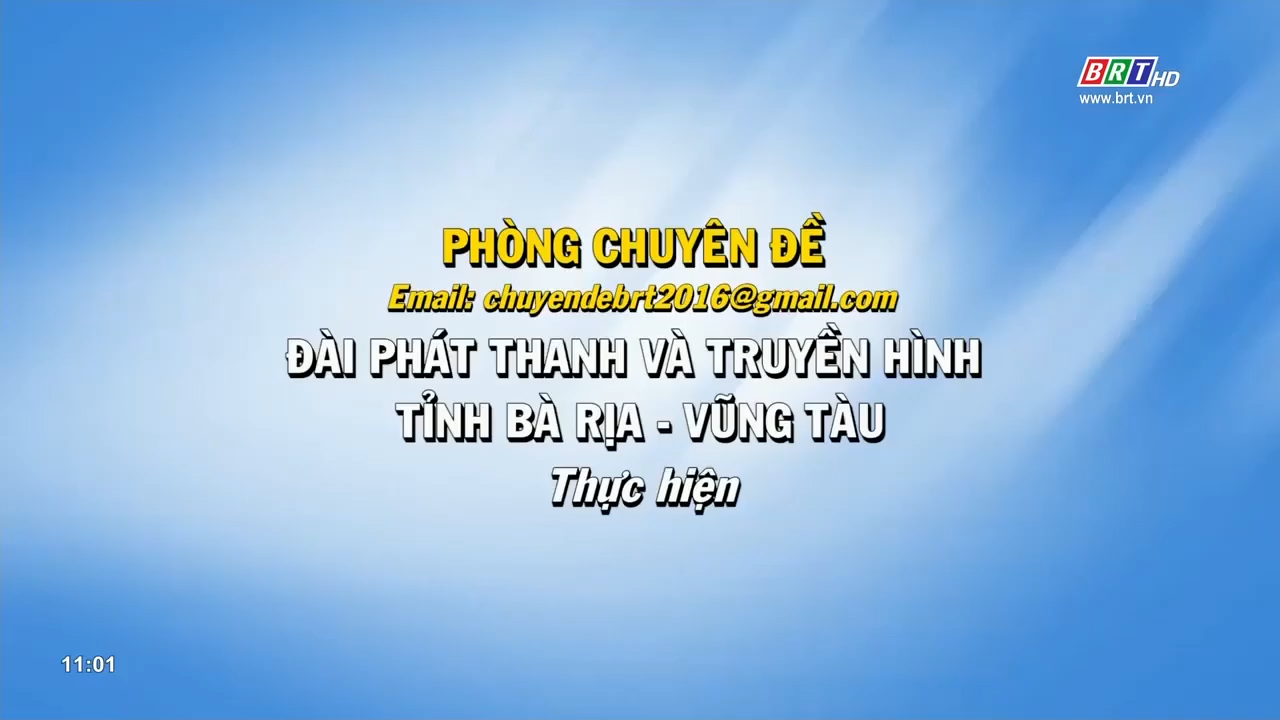 BRT HD
www.brt.vn
PHÒNG CHUYÊN ĐỀ
Email: chuyendebrt2016@gmail.com
ĐÀI PHÁT THANH VÀ TRUYỀN HÌNH
TỈNH BÀ RỊA - VŨNG TÀU
Thực hiện
11:01